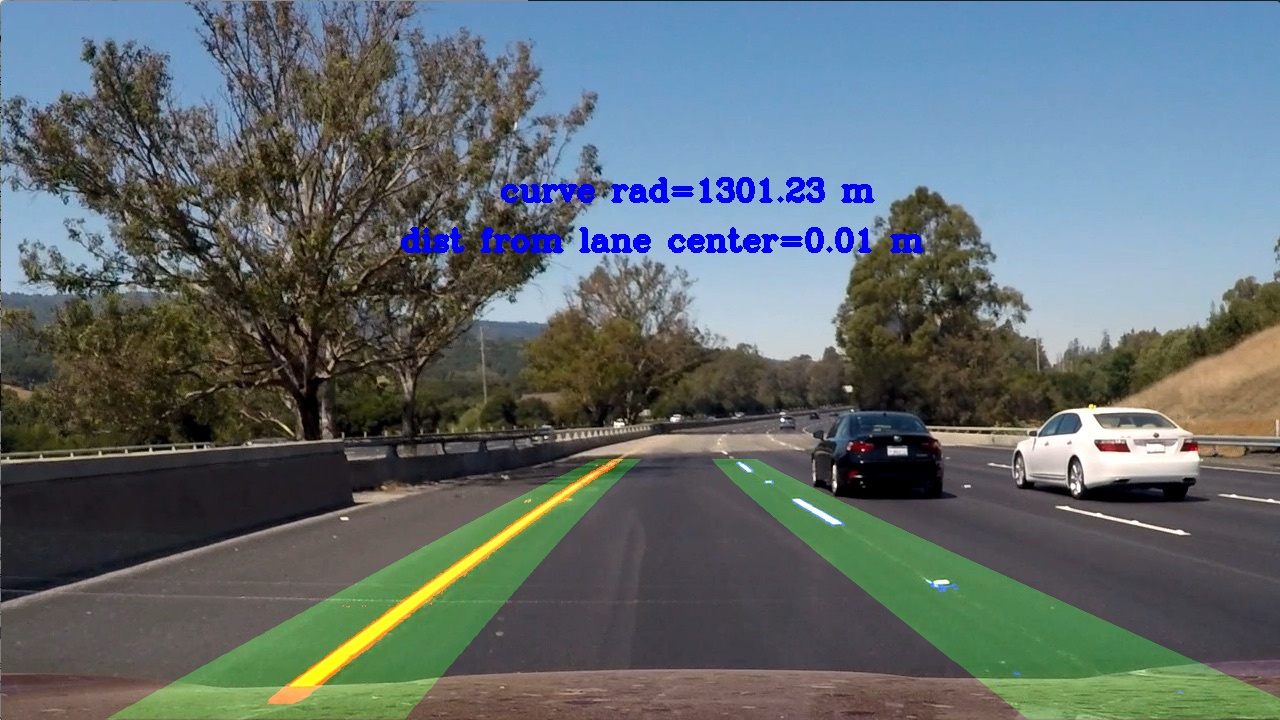 curve rad=1301.23 m
dist from lane center=0.01 m